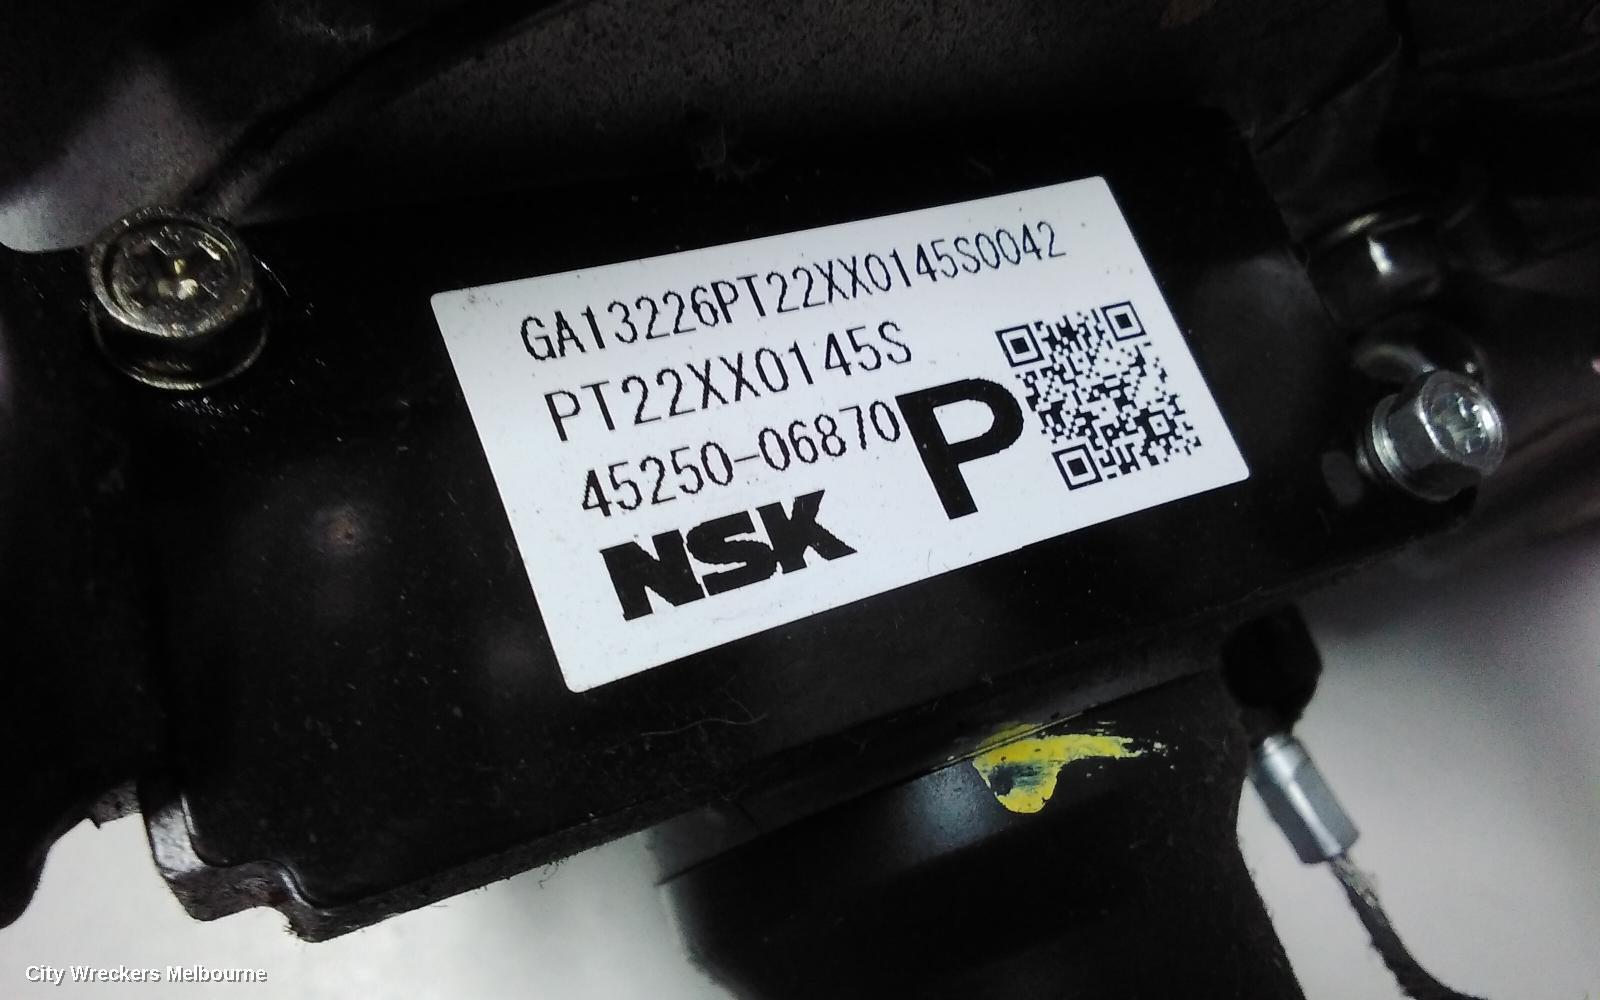 GA13226PT22XX0145S0042
PT22XX0145S
45250-06870
P
NSK
City Wreckers Melbourne